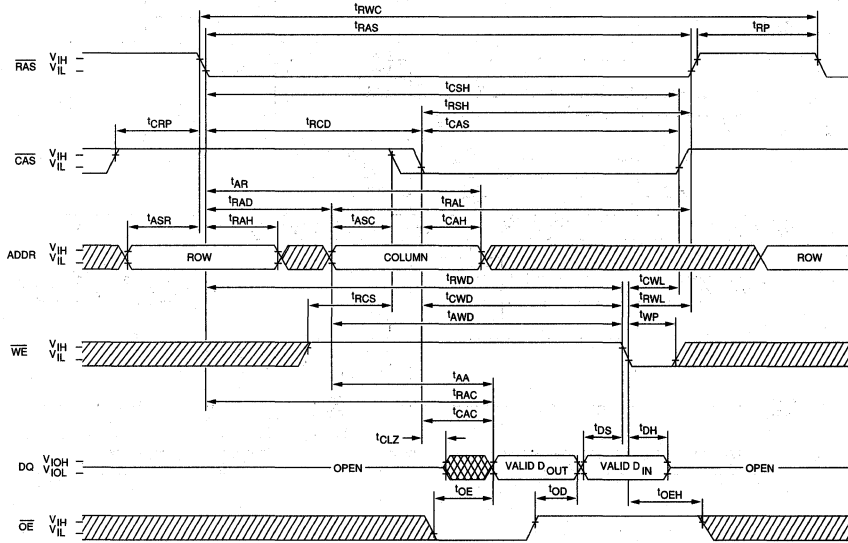 tRWC
tRAS
tRP
RAS VIH
VIL
tCSH
tRSH
tCRP
tRCD
tCAS
CAS VIH
VIL
tAR
tRAD
tRAL
tASR
tRAH
tASC
tCAH
ADDR VIH
VIL
ROW
COLUMN
ROW
tRWD
tCWL
tRCS
tCWD
tRWL
tAWD
tWP
WE VIH
VIL
tAA
tRAC
tCAC
tCLZ
tDS
tDH
DQ VIOH
VIOL
OPEN
VALID DOUT
VALID DIN
OPEN
tOE
tOD
tOEH
OE VIH
VIL